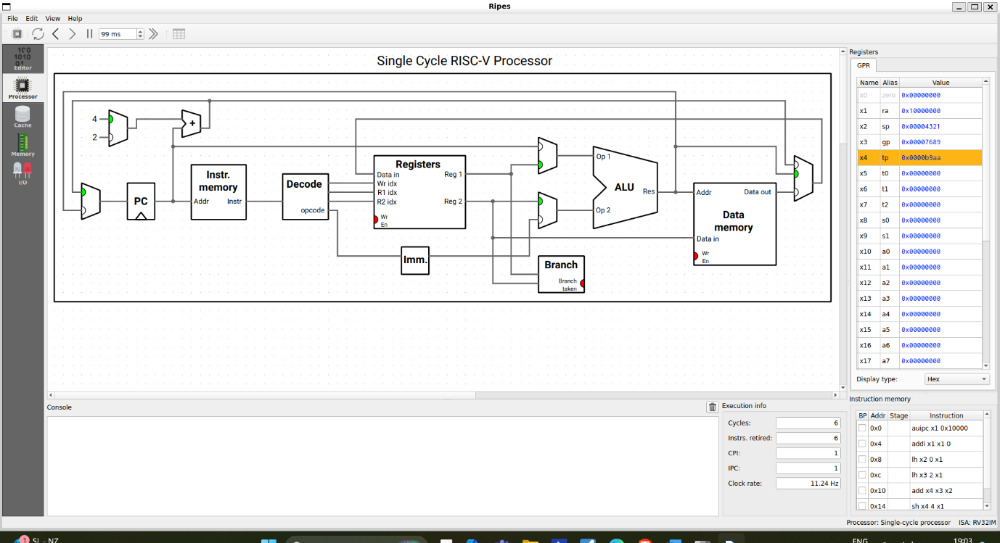 Ripes
File Edit View Help
99 ms
Editor
Processor
Cache
Memory
I/O
Single Cycle RISC-V Processor
4
2
+
PC
Instr. memory
Addr Instr
Decode
opcode
Registers
Data in
Wr idx
R1 idx
R2 idx
Wr En
Reg 1
Reg 2
Imm.
Op 1
Op 2
ALU
Res
Branch
Branch taken
Addr Data out
Data memory
Data in
Wr En
Registers
GPR
Name Alias Value
x0 zero 0x00000000
x1 ra 0x10000000
x2 sp 0x00004321
x3 gp 0x00007689
x4 tp 0x0000b9aa
x5 t0 0x00000000
x6 t1 0x00000000
x7 t2 0x00000000
x8 s0 0x00000000
x9 s1 0x00000000
x10 a0 0x00000000
x11 a1 0x00000000
x12 a2 0x00000000
x13 a3 0x00000000
x14 a4 0x00000000
x15 a5 0x00000000
x16 a6 0x00000000
x17 a7 0x00000000
Display type: Hex
Console
Execution info
Cycles: 6
Instrs. retired: 6
CPI: 1
IPC: 1
Clock rate: 11.24 Hz
Instruction memory
BP Addr Stage Instruction
0x0 auipc x1 0x10000
0x4 addi x1 x1 0
0x8 lh x2 0 x1
0xc lh x3 2 x1
0x10 add x4 x3 x2
0x14 sh x4 4 x1
Processor: Single-cycle processor ISA: RV32IM
1 SL - NZ
ENG
19:03